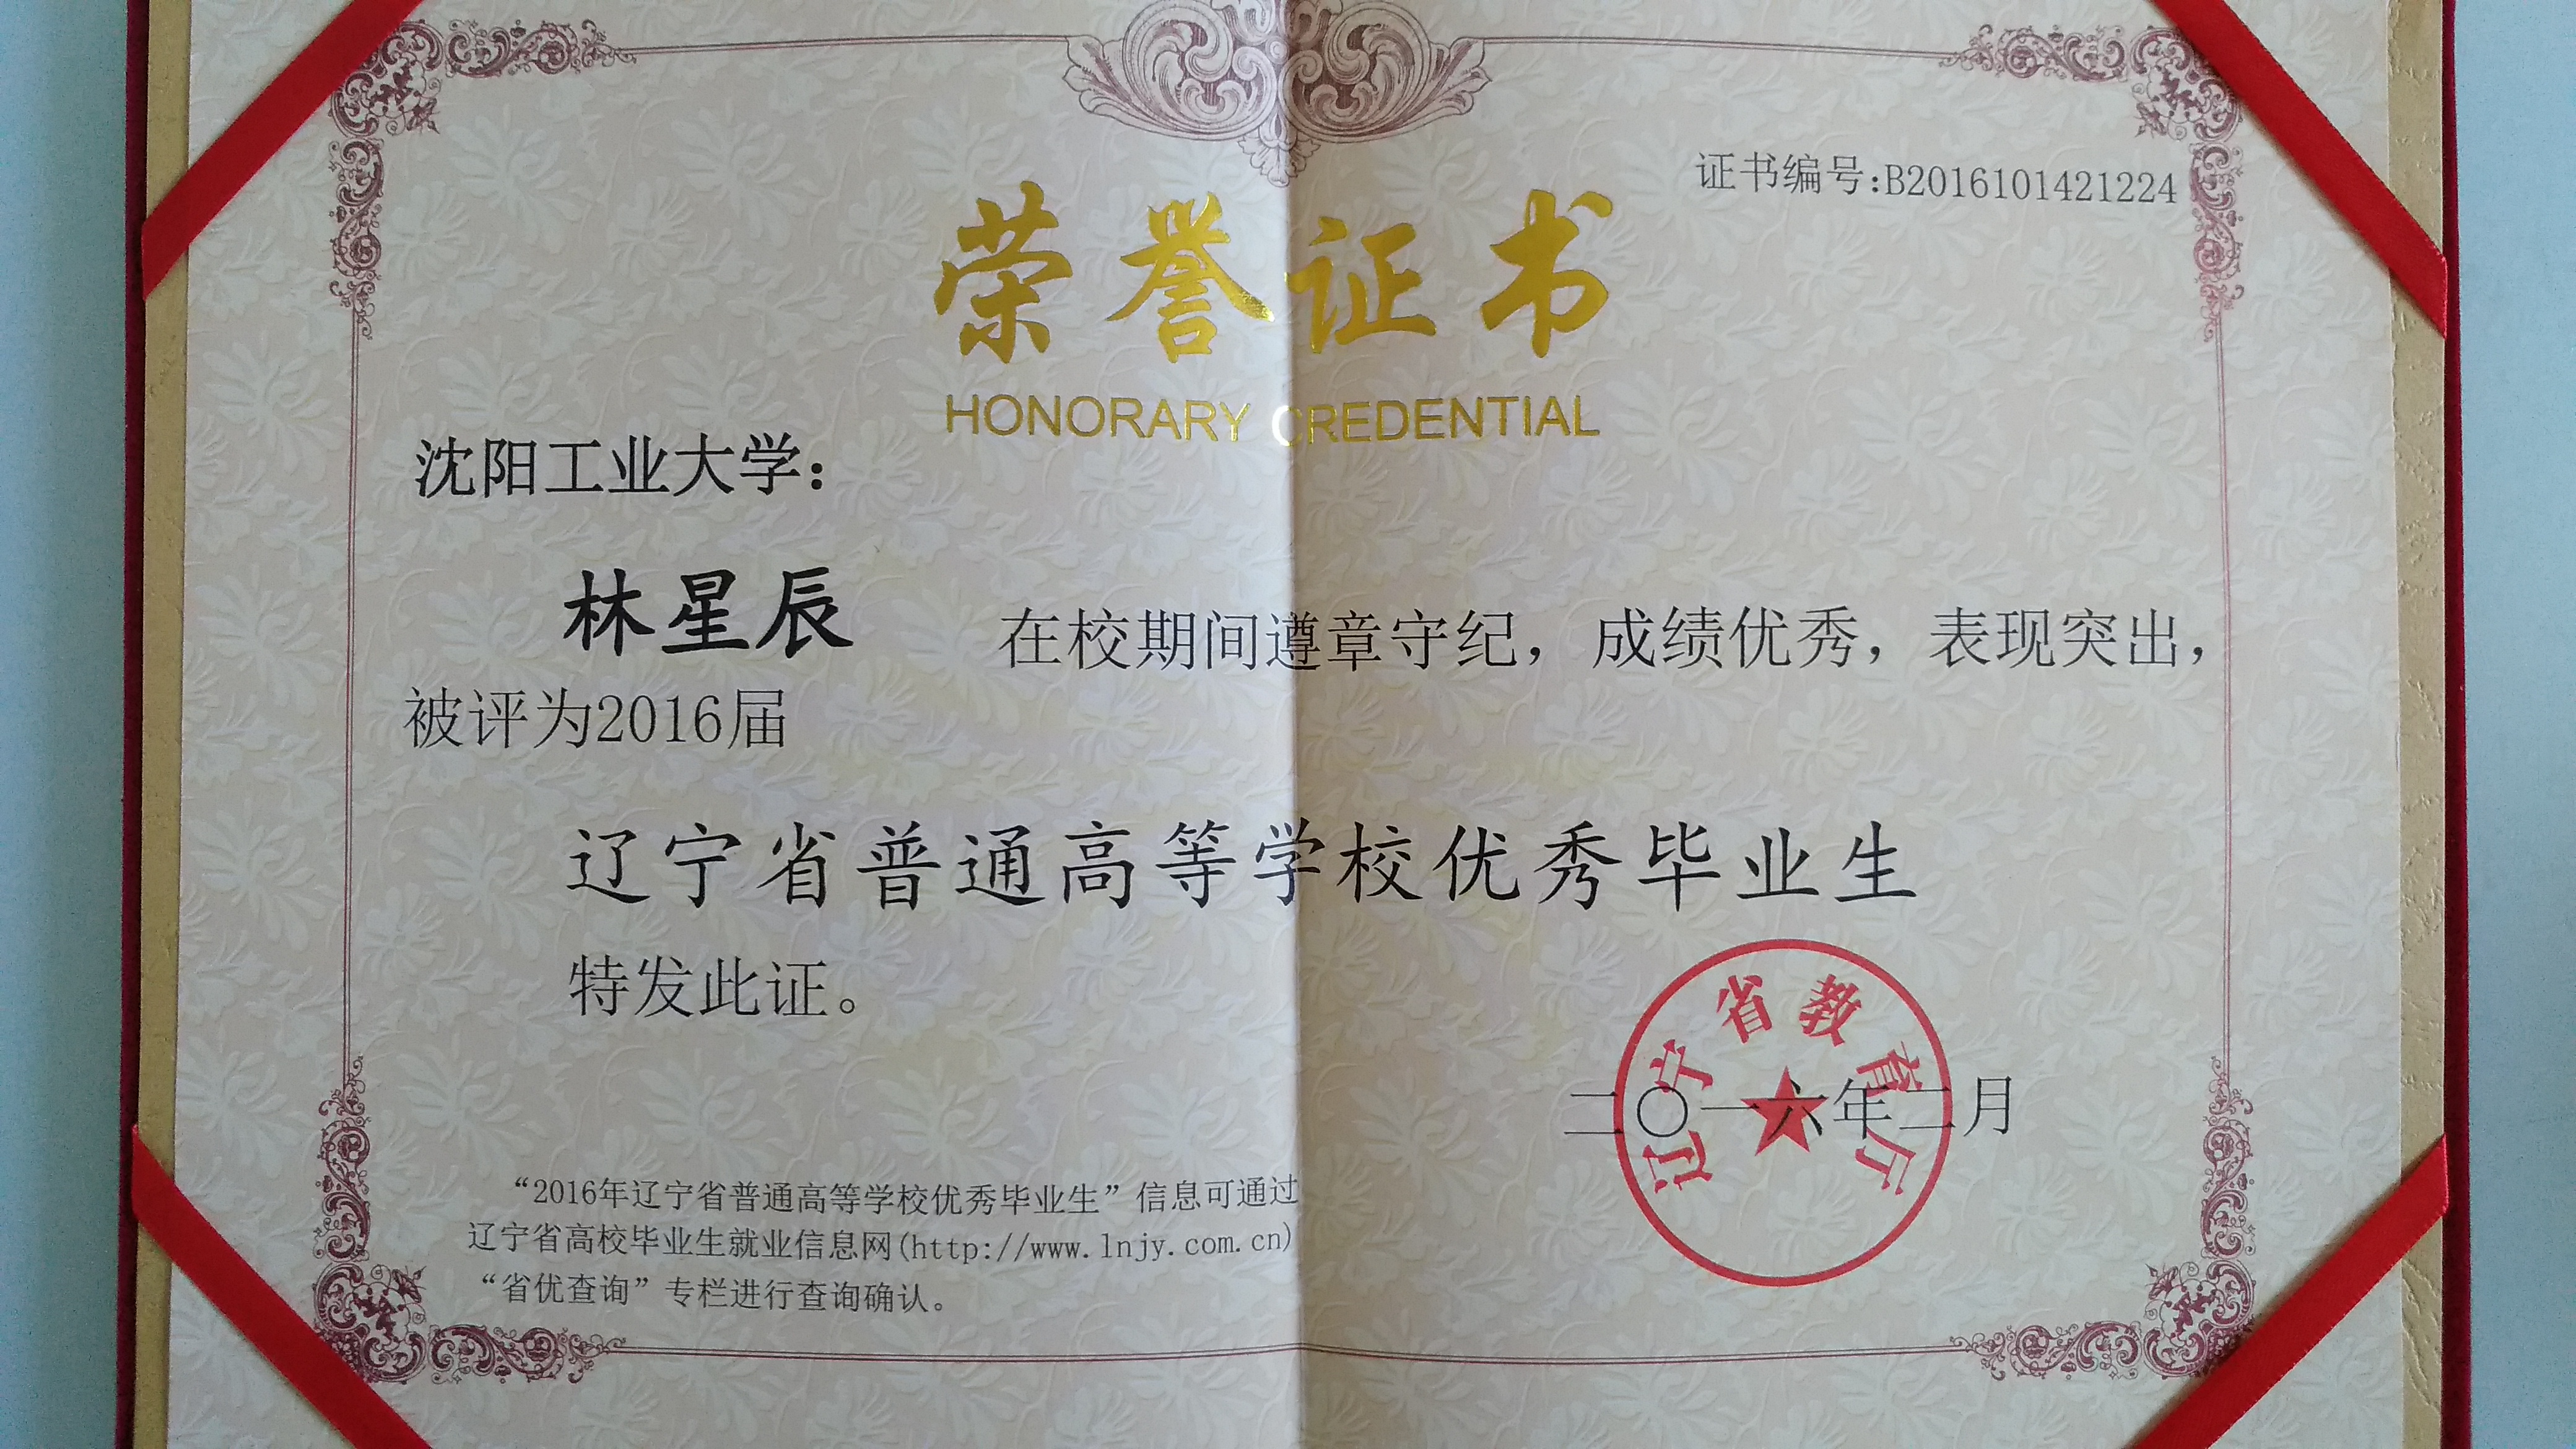 证书编号:B2016101421224
荣誉证书
HONORARY CREDENTIAL
沈阳工业大学：
林星辰 在校期间遵章守纪，成绩优秀，表现突出，
被评为2016届
辽宁省普通高等学校优秀毕业生
特发此证。
辽宁省教育厅
二〇一六年二月
“2016年辽宁省普通高等学校优秀毕业生”信息可通过
辽宁省高校毕业生就业信息网(http://www.lnjy.com.cn)
“省优查询”专栏进行查询确认。